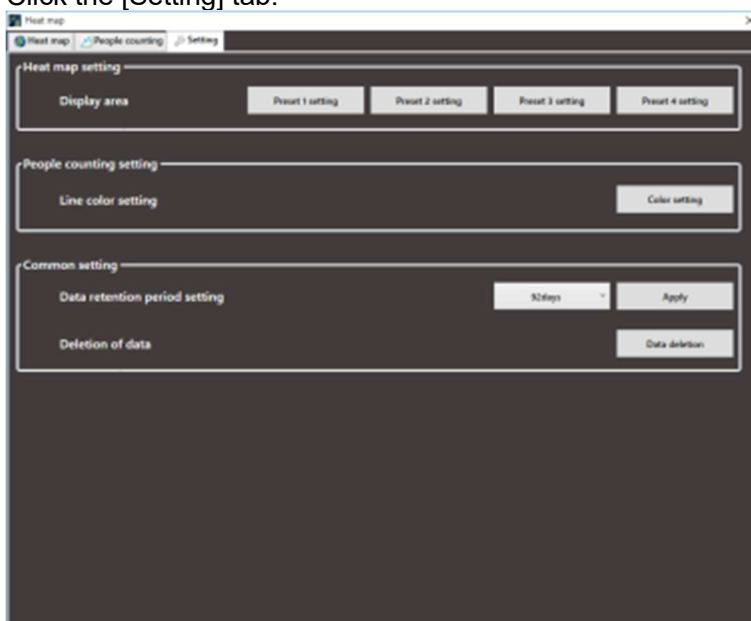 Click the [Setting] tab.
Heat map
Heat map People counting Setting
Heat map setting
Display area Preset 1 setting Preset 2 setting Preset 3 setting Preset 4 setting
People counting setting
Line color setting Color setting
Common setting
Data retention period setting 92days Apply
Deletion of data Data deletion